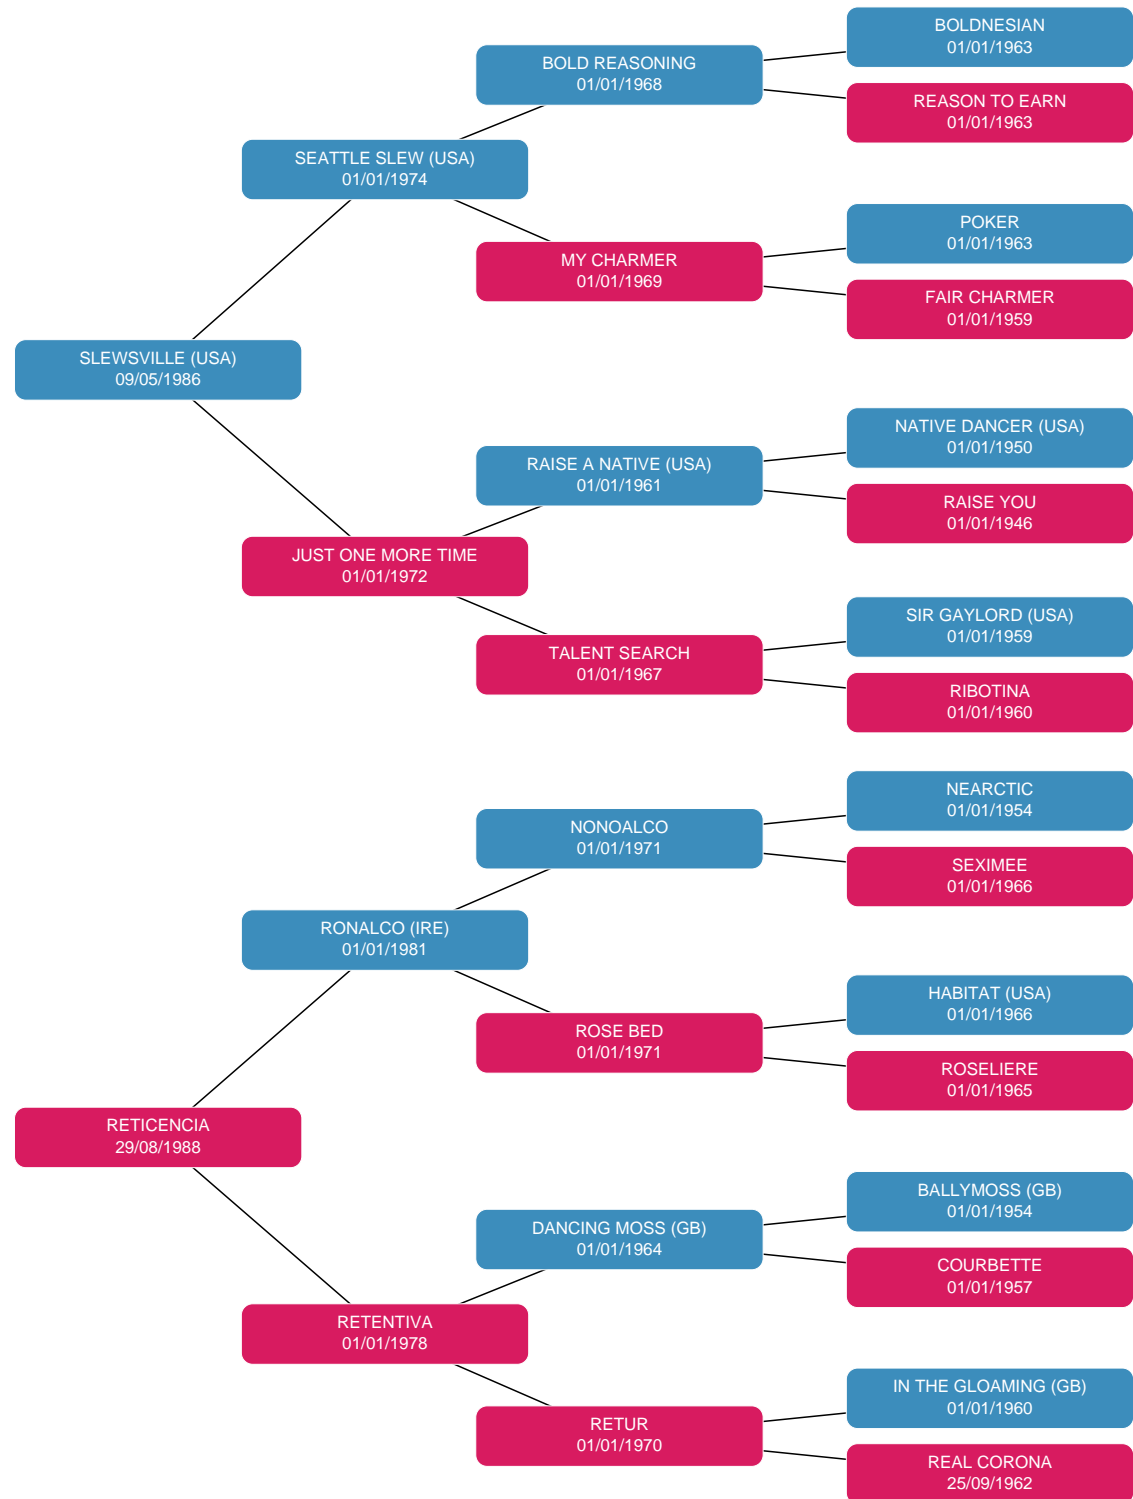 BOLDNESIAN
01/01/1963
BOLD REASONING
01/01/1968
REASON TO EARN
01/01/1963
SEATTLE SLEW (USA)
01/01/1974
POKER
01/01/1963
MY CHARMER
01/01/1969
FAIR CHARMER
01/01/1959
SLEWSVILLE (USA)
09/05/1986
NATIVE DANCER (USA)
01/01/1950
RAISE A NATIVE (USA)
01/01/1961
RAISE YOU
01/01/1946
JUST ONE MORE TIME
01/01/1972
SIR GAYLORD (USA)
01/01/1959
TALENT SEARCH
01/01/1967
RIBOTINA
01/01/1960
NEARCTIC
01/01/1954
NONOALCO
01/01/1971
SEXIMEE
01/01/1966
RONALCO (IRE)
01/01/1981
HABITAT (USA)
01/01/1966
ROSE BED
01/01/1971
ROSELIERE
01/01/1965
RETICENCIA
29/08/1988
BALLYMOSS (GB)
01/01/1954
DANCING MOSS (GB)
01/01/1964
COURBETTE
01/01/1957
RETENTIVA
01/01/1978
IN THE GLOAMING (GB)
01/01/1960
RETUR
01/01/1970
REAL CORONA
25/09/1962